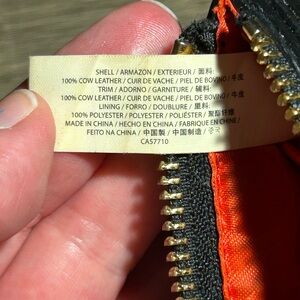 SHELL / ARMAZON / EXTERIEUR / 面料
100% COW LEATHER / CUIR DE VACHE / PIEL DE BOVINO / 牛皮
TRIM / ADORNO / GARNITURE / 辅料
100% COW LEATHER / CUIR DE VACHE / PIEL DE BOVINO / 牛皮
LINING / FORRO / DOUBLURE / 里料
100% POLYESTER / POLYESTER / POLIÉSTER / 聚酯纤维
MADE IN CHINA / HECHO EN CHINA / FABRIQUE EN CHINE /
FEITO NA CHINA / 中国製 / 中国制造 /
CA57710